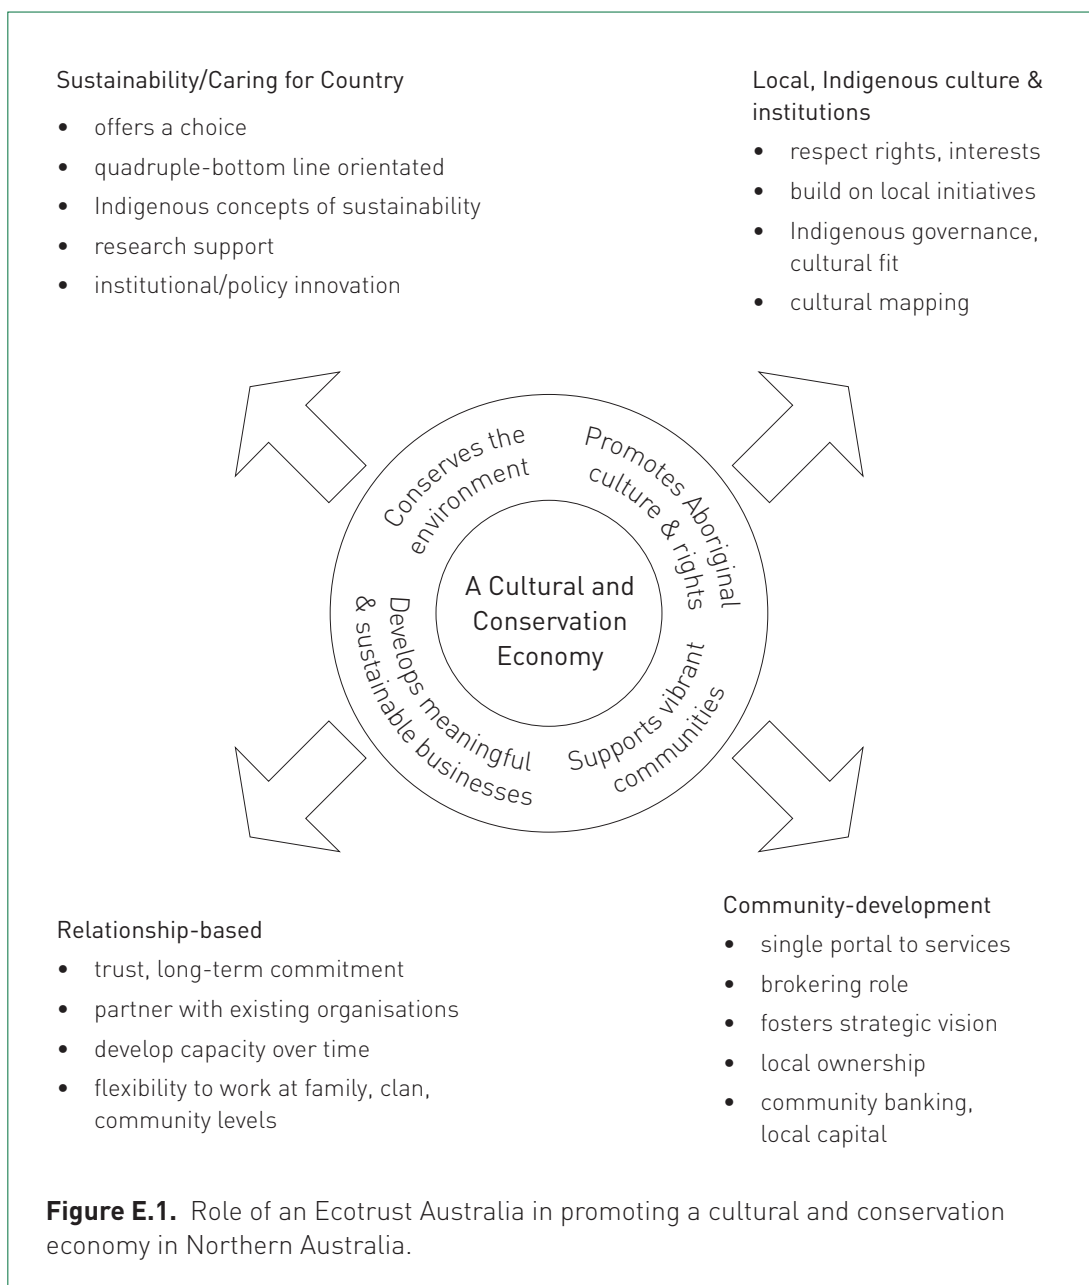 Sustainability/Caring for Country
• offers a choice
• quadruple-bottom line orientated
• Indigenous concepts of sustainability
• research support
• institutional/policy innovation
Local, Indigenous culture &
institutions
• respect rights, interests
• build on local initiatives
• Indigenous governance,
cultural fit
• cultural mapping
Conserves the
environment
Promotes Aboriginal
culture & rights
A Cultural and
Conservation
Economy
Develops meaningful
& sustainable businesses
Supports vibrant
communities
Relationship-based
• trust, long-term commitment
• partner with existing organisations
• develop capacity over time
• flexibility to work at family, clan,
community levels
Community-development
• single portal to services
• brokering role
• fosters strategic vision
• local ownership
• community banking,
local capital
Figure E.1. Role of an Ecotrust Australia in promoting a cultural and conservation
economy in Northern Australia.